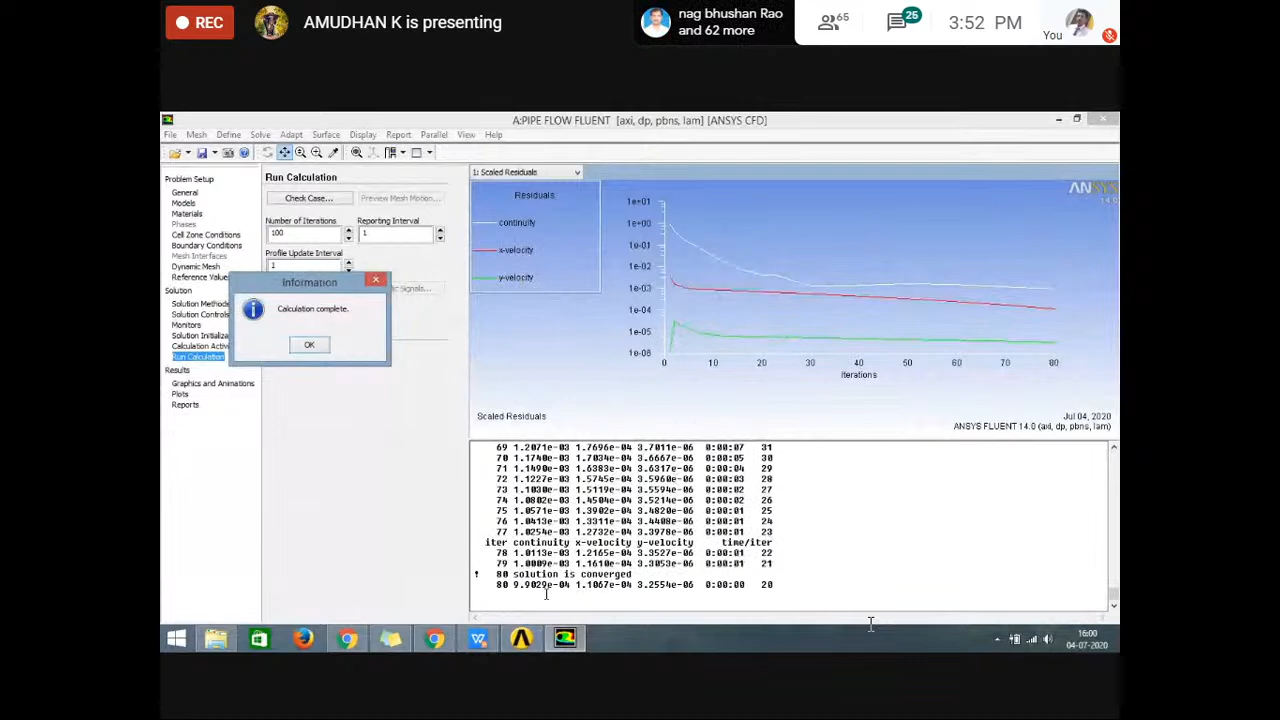 REC
AMUDHAN K is presenting
nag bhushan Rao
and 62 more
65
25
3:52 PM
You
A:PIPE FLOW FLUENT [axi, dp, pbns, lam] [ANSYS CFD]
File Mesh Define Solve Adapt Surface Display Report Parallel View Help
Problem Setup
General
Models
Materials
Phases
Cell Zone Conditions
Boundary Conditions
Mesh Interfaces
Dynamic Mesh
Reference Values
Solution
Solution Methods
Solution Controls
Monitors
Solution Initializa
Calculation Activ
Run Calculation
Results
Graphics and Animations
Plots
Reports
Run Calculation
Check Case...
Preview Mesh Motion...
Number of Iterations
Reporting Interval
100
1
Profile Update Interval
1
Signals...
Information
Calculation complete.
OK
1: Scaled Residuals
Residuals
continuity
x-velocity
y-velocity
1e+01
1e+00
1e-01
1e-02
1e-03
1e-04
1e-05
1e-06
0 10 20 30 40 50 60 70 80
Iterations
ANSYS
14.0
Scaled Residuals
Jul 04, 2020
ANSYS FLUENT 14.0 (axi, dp, pbns, lam)
69 1.2071e-03 1.7696e-04 3.7011e-06 0:00:07 31
70 1.1740e-03 1.7034e-04 3.6667e-06 0:00:05 30
71 1.1490e-03 1.6383e-04 3.6317e-06 0:00:04 29
72 1.1227e-03 1.5745e-04 3.5960e-06 0:00:03 28
73 1.1030e-03 1.5119e-04 3.5594e-06 0:00:02 27
74 1.0802e-03 1.4504e-04 3.5214e-06 0:00:02 26
75 1.0571e-03 1.3902e-04 3.4820e-06 0:00:01 25
76 1.0413e-03 1.3311e-04 3.4408e-06 0:00:01 24
77 1.0254e-03 1.2732e-04 3.3978e-06 0:00:01 23
iter continuity x-velocity y-velocity time/iter
78 1.0113e-03 1.2165e-04 3.3527e-06 0:00:01 22
79 1.0009e-03 1.1610e-04 3.3053e-06 0:00:01 21
! 80 solution is converged
80 9.9029e-04 1.1067e-04 3.2554e-06 0:00:00 20
16:00
04-07-2020